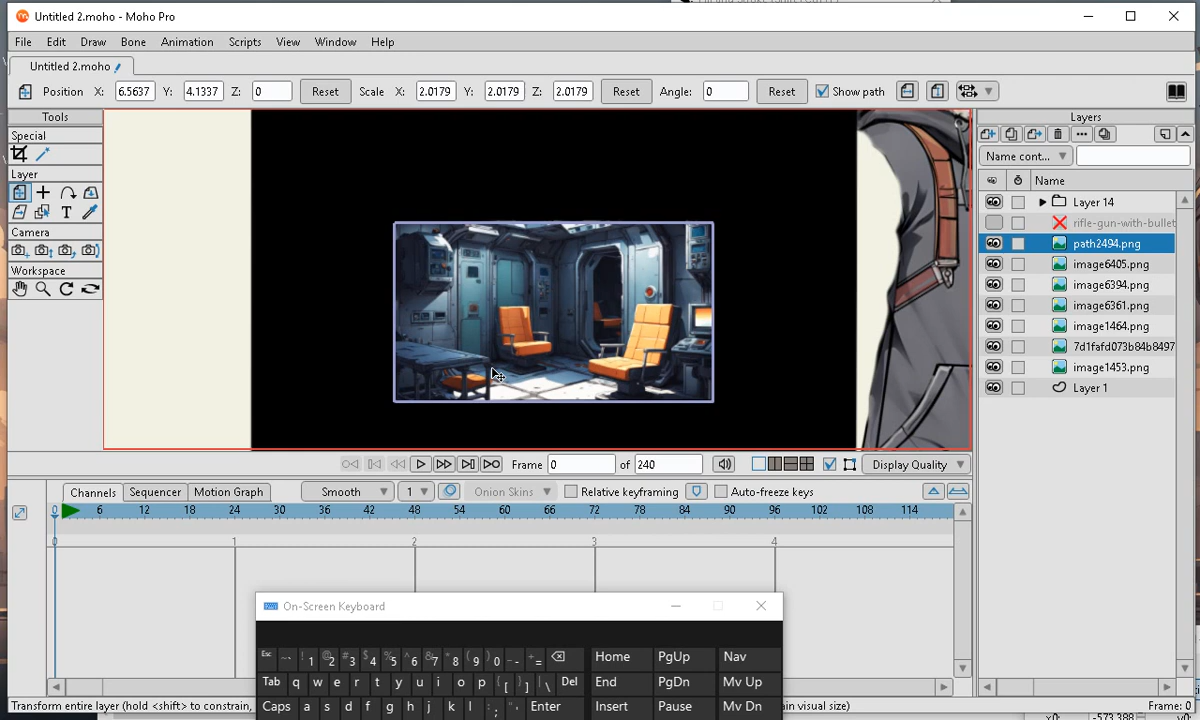 Untitled 2.moho - Moho Pro
File Edit Draw Bone Animation Scripts View Window Help
Untitled 2.moho
Position X: 6.5637 Y: 4.1337 Z: 0 Reset Scale X: 2.0179 Y: 2.0179 Z: 2.0179 Reset Angle: 0 Reset Show path
Tools
Special
Layer
T
Camera
Workspace
Layers
Name cont...
Name
Layer 14
rifle-gun-with-bullet
path2494.png
image6405.png
image6394.png
image6361.png
image1464.png
7d1fafd073b84b8497
image1453.png
Layer 1
Frame 0 of 240 Display Quality
Channels Sequencer Motion Graph Smooth 1 Onion Skins Relative keyframing Auto-freeze keys
0 6 12 18 24 30 36 42 48 54 60 66 72 78 84 90 96 102 108 114
0 1 2 3 4
On-Screen Keyboard
Esc ~` !1 @2 #3 $4 %5 ^6 &7 *8 (9 )0 _- += Home PgUp Nav
Tab q w e r t y u i o p {[ }] |\ Del End PgDn Mv Up
Caps a s d f g h j k l :; "' Enter Insert Pause Mv Dn
Transform entire layer (hold <shift> to constrain, ain visual size) Frame: 0
x0: -573.388